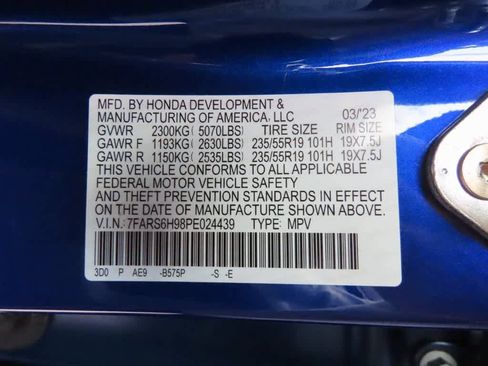 MFD. BY HONDA DEVELOPMENT &
MANUFACTURING OF AMERICA, LLC 03/'23
GVWR 2300KG( 5070LBS) TIRE SIZE RIM SIZE
GAWR F 1193KG( 2630LBS) 235/55R19 101H 19X7.5J
GAWR R 1150KG( 2535LBS) 235/55R19 101H 19X7.5J
THIS VEHICLE CONFORMS TO ALL APPLICABLE
FEDERAL MOTOR VEHICLE SAFETY
AND THEFT PREVENTION STANDARDS IN EFFECT
ON THE DATE OF MANUFACTURE SHOWN ABOVE.
V.I.N.: 7FARS6H98PE024439 TYPE: MPV
3D0 P AE9 -B575P -S -E